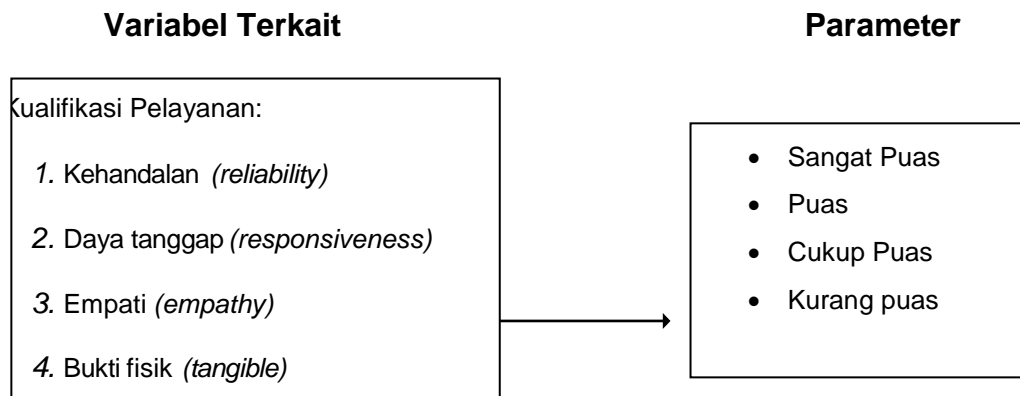 Variabel Terkait
Parameter
Kualifikasi Pelayanan:
1. Kehandalan (reliability)
2. Daya tanggap (responsiveness)
3. Empati (empathy)
4. Bukti fisik (tangible)
• Sangat Puas
• Puas
• Cukup Puas
• Kurang puas